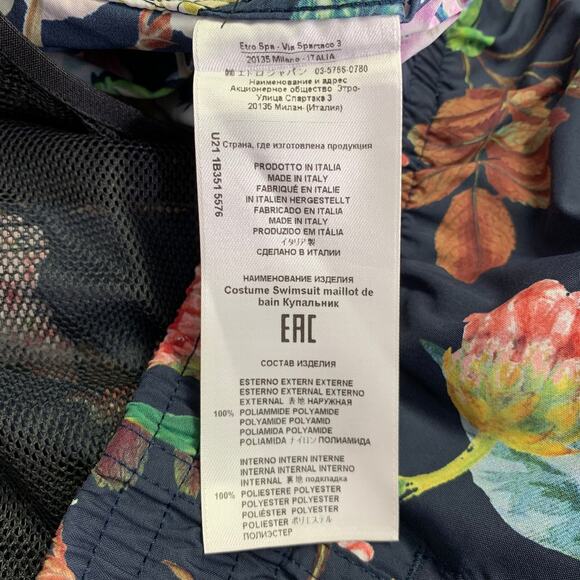 Etro Spa - Via Spartaco 3
20135 Milano - ITALIA
㈱エトロジャパン 03-5766-0780
Наименование и адрес
Акционерное общество Этро-
Улица Спартака 3
20135 Милан- (Италия)
U21 1B351 5576
Страна, где изготовлена продукция
PRODOTTO IN ITALIA
MADE IN ITALY
FABRIQUÉ EN ITALIE
IN ITALIEN HERGESTELLT
FABRICADO EN ITALIA
MADE IN ITALY
PRODUZIDO EM ITÁLIA
イタリア製
СДЕЛАНО В ИТАЛИИ
НАИМЕНОВАНИЕ ИЗДЕЛИЯ
Costume Swimsuit maillot de
bain Купальник
EAC
СОСТАВ ИЗДЕЛИЯ
ESTERNO EXTERN EXTERNE
ESTERNO EXTERNAL EXTERNO
EXTERNAL 表地 НАРУЖНАЯ
100% POLIAMMIDE POLYAMIDE
POLYAMIDE POLYAMID
POLIAMIDA POLYAMIDE
POLIAMIDA ナイロン ПОЛИАМИДА
INTERNO INTERN INTERNE
INTERNA INTERNAL INTERNO
INTERNAL 裏地 подкладка
100% POLIESTERE POLYESTER
POLYESTER POLYESTER
POLIÉSTER POLYESTER
POLIESTER ポリエステル
ПОЛИЭСТЕР